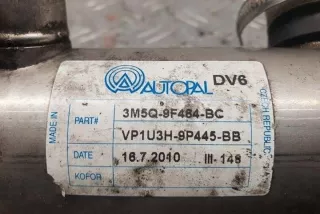 AUTOPAL DV6
MADE IN
PART# 3M5Q-9F464-BC
VP1U3H-9P445-BB
DATE 16.7.2010 III-148
KOFOR
CZECH REPUBLIC